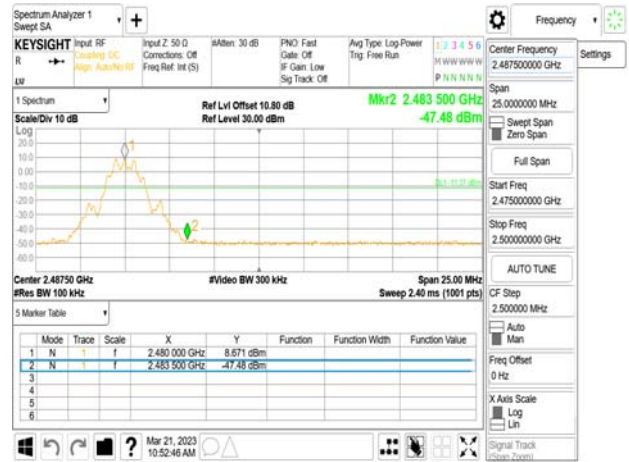 Spectrum Analyzer 1
Swept SA
Frequency
KEYSIGHT
R
LXI
Input: RF
Coupling: DC
Align: Auto/No RF
Input Z: 50 Ω
Corrections: Off
Freq Ref: Int (S)
#Atten: 30 dB
PNO: Fast
Gate: Off
IF Gain: Low
Sig Track: Off
Avg Type: Log-Power
Trig: Free Run
1 2 3 4 5 6
M W W W W W
P N N N N N
1 Spectrum
Scale/Div 10 dB
Ref Lvl Offset 10.80 dB
Ref Level 30.00 dBm
Mkr2 2.483 500 GHz
-47.48 dBm
Log
20.0
10.0
0.00
-10.0
-20.0
-30.0
-40.0
-50.0
-60.0
1
2
DL1 -11.37 dBm
Center 2.48750 GHz
#Res BW 100 kHz
#Video BW 300 kHz
Span 25.00 MHz
Sweep 2.40 ms (1001 pts)
5 Marker Table
Mode Trace Scale X Y Function Function Width Function Value
1 N 1 f 2.480 000 GHz 8.671 dBm
2 N 1 f 2.483 500 GHz -47.48 dBm
3
4
5
6
Mar 21, 2023
10:52:46 AM
Center Frequency
2.487500000 GHz
Settings
Span
25.0000000 MHz
Swept Span
Zero Span
Full Span
Start Freq
2.475000000 GHz
Stop Freq
2.500000000 GHz
AUTO TUNE
CF Step
2.500000 MHz
Auto
Man
Freq Offset
0 Hz
X Axis Scale
Log
Lin
Signal Track
(Span Zoom)